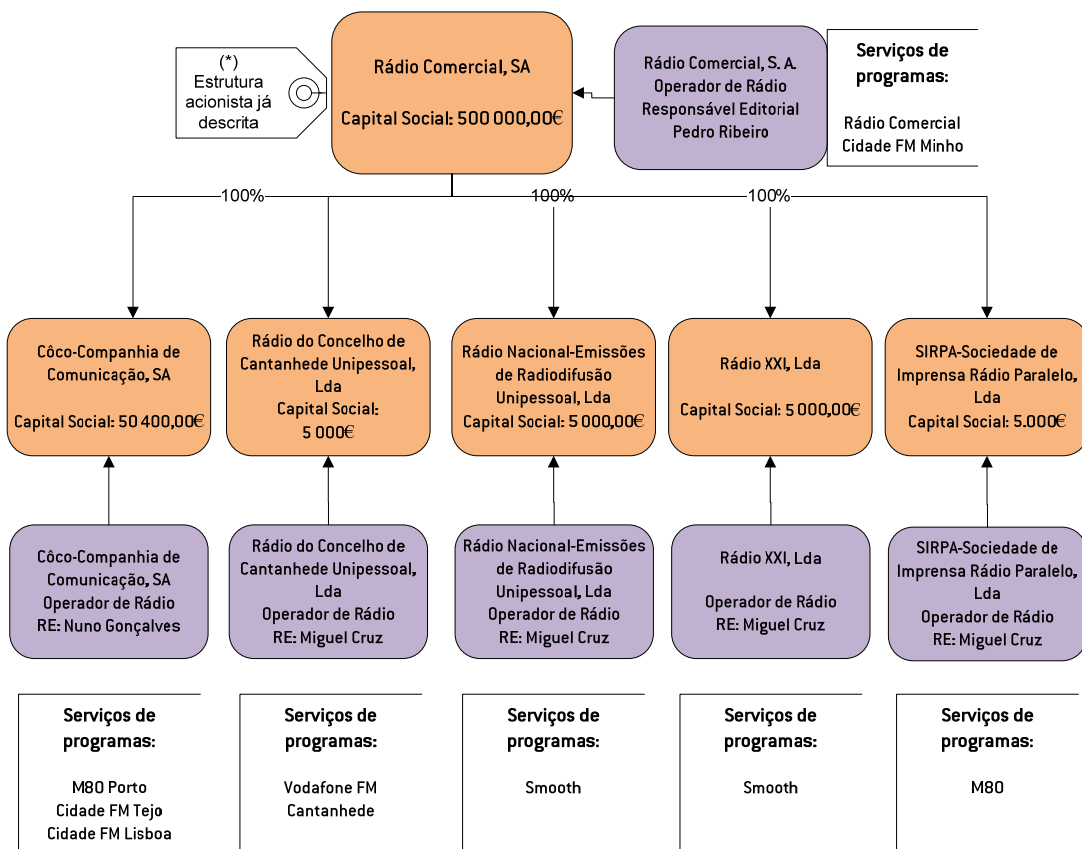 (*)
Estrutura
acionista já
descrita
Rádio Comercial, SA
Capital Social: 500 000,00€
Rádio Comercial, S. A.
Operador de Rádio
Responsável Editorial
Pedro Ribeiro
Serviços de
programas:
Rádio Comercial
Cidade FM Minho
100%
100%
100%
Côco-Companhia de
Comunicação, SA
Capital Social: 50 400,00€
Rádio do Concelho de
Cantanhede Unipessoal,
Lda
Capital Social:
5 000€
Rádio Nacional-Emissões
de Radiodifusão
Unipessoal, Lda
Capital Social: 5 000,00€
Rádio XXI, Lda
Capital Social: 5 000,00€
SIRPA-Sociedade de
Imprensa Rádio Paralelo,
Lda
Capital Social: 5.000€
Côco-Companhia de
Comunicação, SA
Operador de Rádio
RE: Nuno Gonçalves
Rádio do Concelho de
Cantanhede Unipessoal,
Lda
Operador de Rádio
RE: Miguel Cruz
Rádio Nacional-Emissões
de Radiodifusão
Unipessoal, Lda
Operador de Rádio
RE: Miguel Cruz
Rádio XXI, Lda
Operador de Rádio
RE: Miguel Cruz
SIRPA-Sociedade de
Imprensa Rádio Paralelo,
Lda
Operador de Rádio
RE: Miguel Cruz
Serviços de
programas:
M80 Porto
Cidade FM Tejo
Cidade FM Lisboa
Serviços de
programas:
Vodafone FM
Cantanhede
Serviços de
programas:
Smooth
Serviços de
programas:
Smooth
Serviços de
programas:
M80